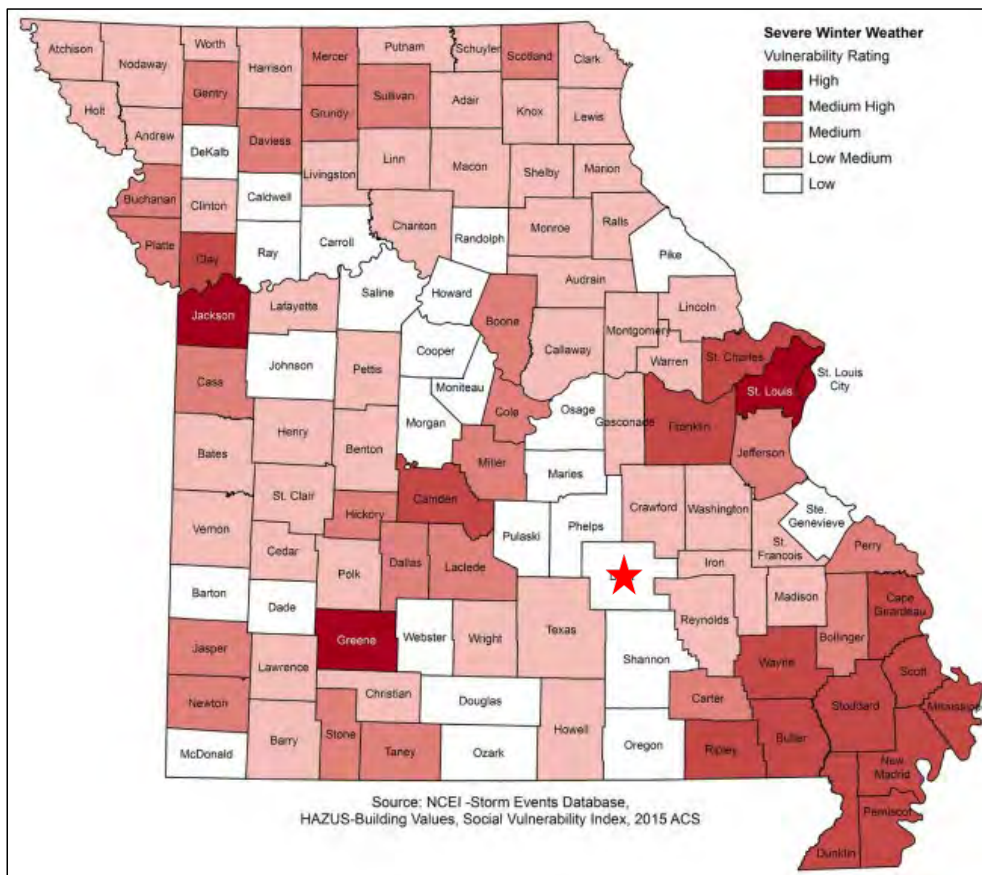 Severe Winter Weather
Vulnerability Rating
High
Medium High
Medium
Low Medium
Low
Atchison
Nodaway
Worth
Harrison
Mercer
Putnam
Schuyler
Scotland
Clark
Holt
Andrew
Gentry
Daviess
Grundy
Sullivan
Adair
Knox
Lewis
DeKalb
Livingston
Linn
Macon
Shelby
Marion
Buchanan
Clinton
Caldwell
Chariton
Randolph
Monroe
Ralls
Platte
Clay
Ray
Carroll
Pike
Saline
Howard
Audrain
Jackson
Lafayette
Boone
Callaway
Montgomery
Lincoln
Warren
St. Charles
St. Louis
City
St. Louis
Cass
Johnson
Pettis
Cooper
Moniteau
Cole
Osage
Gasconade
Franklin
Jefferson
Bates
Henry
Benton
Morgan
Miller
Maries
St. Clair
Camden
Crawford
Washington
Ste.
Genevieve
Vernon
Hickory
Pulaski
Phelps
St.
Francois
Perry
Cedar
Polk
Dallas
Laclede
Iron
Barton
Dade
Madison
Cape
Girardeau
Greene
Webster
Wright
Texas
Reynolds
Bollinger
Jasper
Lawrence
Shannon
Wayne
Scott
Newton
Christian
Douglas
Carter
Stoddard
Mississippi
McDonald
Barry
Stone
Taney
Ozark
Howell
Oregon
Ripley
Butler
New
Madrid
Pemiscot
Dunklin
Source: NCEI -Storm Events Database,
HAZUS-Building Values, Social Vulnerability Index, 2015 ACS